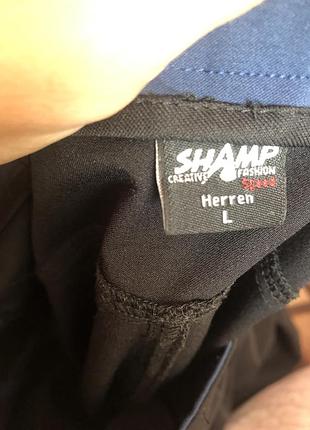 SHAMP
CREATIVE FASHION
Speed
Herren
L